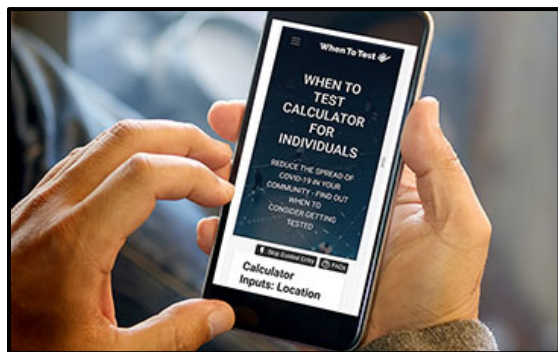 When To Test
WHEN TO
TEST
CALCULATOR
FOR
INDIVIDUALS
REDUCE THE SPREAD OF
COVID-19 IN YOUR
COMMUNITY - FIND OUT
WHEN TO
CONSIDER GETTING
TESTED
Skip Guided Entry FAQs
Calculator
Inputs: Location